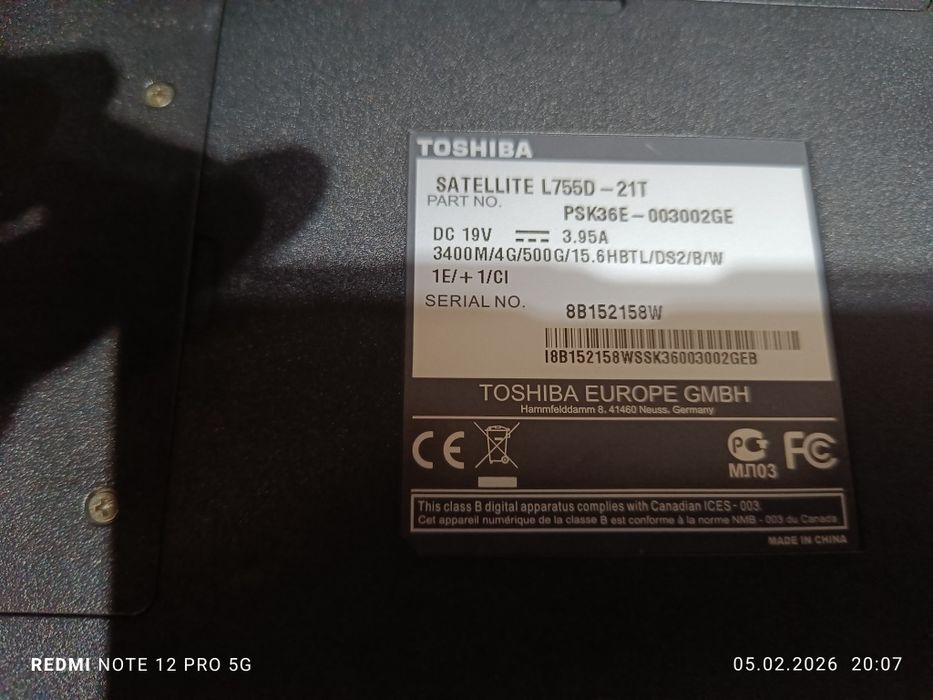 TOSHIBA
SATELLITE L755D-21T
PART NO.
PSK36E-003002GE
DC 19V 3.95A
3400M/4G/500G/15.6HBTL/DS2/B/W
1E/+1/CI
SERIAL NO.
8B152158W
I8B152158WSSK36003002GEB
TOSHIBA EUROPE GMBH
Hammfelddamm 8, 41460 Neuss, Germany
CE
PC FC
МЛ03
This class B digital apparatus complies with Canadian ICES - 003.
Cet appareil numérique de la classe B est conforme à la norme NMB - 003 du Canada
MADE IN CHINA
REDMI NOTE 12 PRO 5G
05.02.2026 20:07